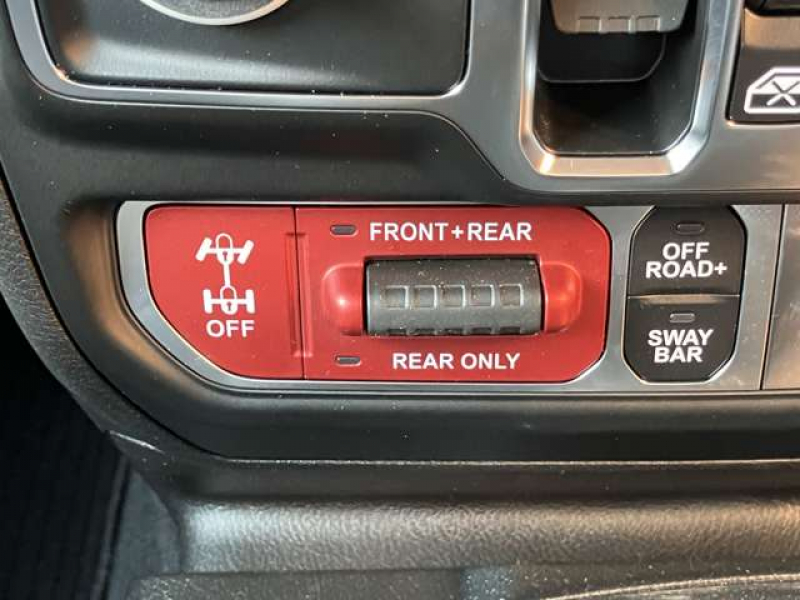 FRONT+REAR
OFF
REAR ONLY
OFF
ROAD+
SWAY
BAR